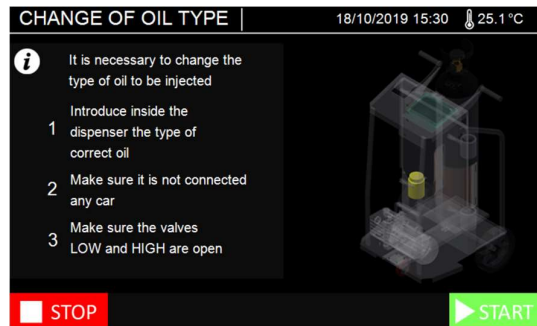 CHANGE OF OIL TYPE
18/10/2019 15:30 25.1 °C
i
It is necessary to change the
type of oil to be injected
1
Introduce inside the
dispenser the type of
correct oil
2
Make sure it is not connected
any car
3
Make sure the valves
LOW and HIGH are open
STOP
START